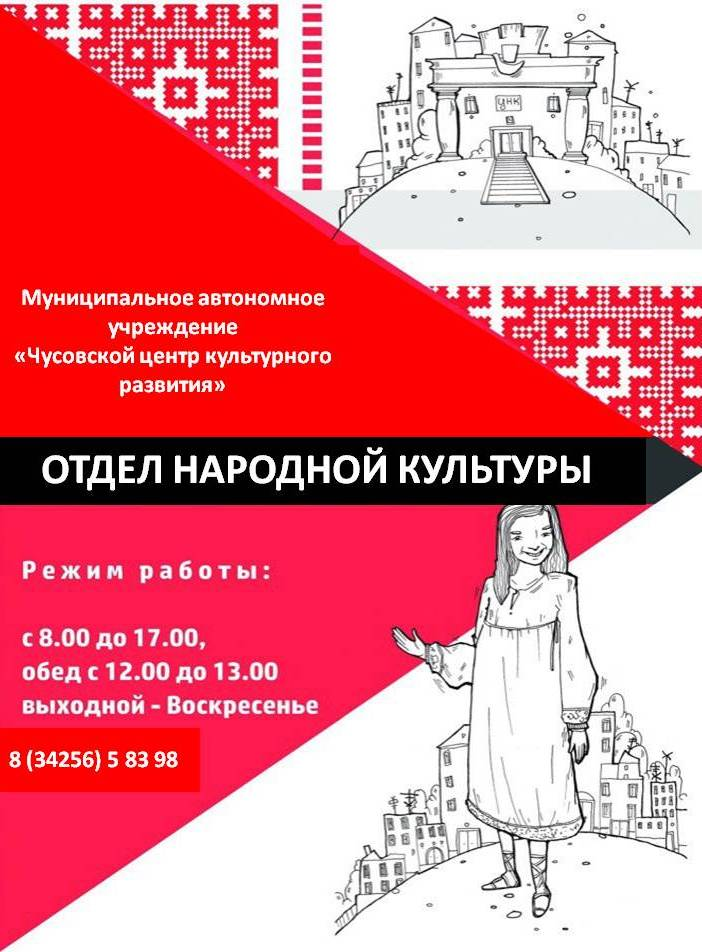 ЦНК
Муниципальное автономное
учреждение
«Чусовской центр культурного
развития»
ОТДЕЛ НАРОДНОЙ КУЛЬТУРЫ
Режим работы:
с 8.00 до 17.00,
обед с 12.00 до 13.00
выходной - Воскресенье
8 (34256) 5 83 98